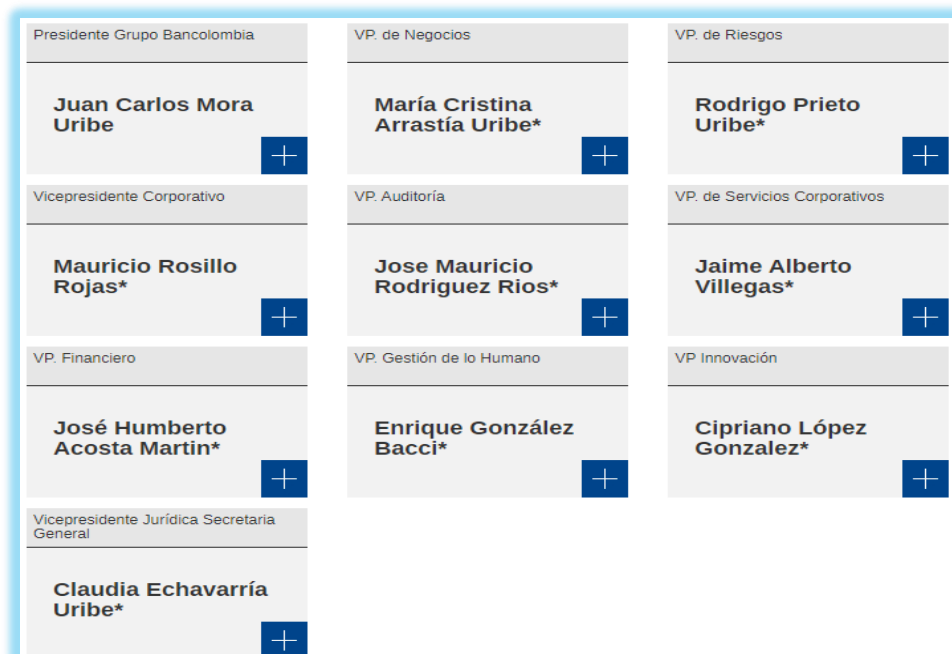 Presidente Grupo Bancolombia
Juan Carlos Mora
Uribe
VP. de Negocios
María Cristina
Arrastía Uribe*
VP. de Riesgos
Rodrigo Prieto
Uribe*
Vicepresidente Corporativo
Mauricio Rosillo
Rojas*
VP. Auditoría
Jose Mauricio
Rodriguez Rios*
VP. de Servicios Corporativos
Jaime Alberto
Villegas*
VP. Financiero
José Humberto
Acosta Martin*
VP. Gestión de lo Humano
Enrique González
Bacci*
VP Innovación
Cipriano López
Gonzalez*
Vicepresidente Jurídica Secretaria
General
Claudia Echavarría
Uribe*